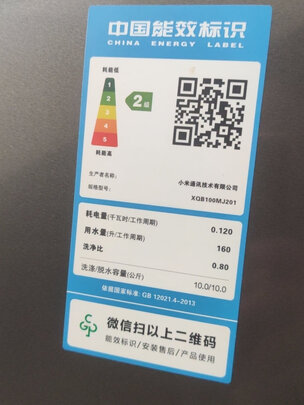 中国能效标识
CHINA ENERGY LABEL
耗能低
1
2
3
4
5
2级
耗能高
生产者名称： 小米通讯技术有限公司
规格型号： XQB100MJ201
耗电量(千瓦时/工作周期) 0.120
用水量(升/工作周期) 160
洗净比 0.80
洗涤/脱水容量(公斤) 10.0/10.0
依据国家标准: GB 12021.4–2013
微信扫以上二维码
能效标识/安装售后/产品使用